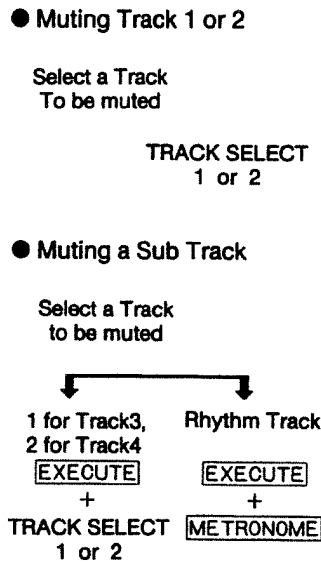 ● Muting Track 1 or 2
Select a Track
To be muted
TRACK SELECT
1 or 2
● Muting a Sub Track
Select a Track
to be muted
1 for Track3,
2 for Track4
EXECUTE
+
TRACK SELECT
1 or 2
Rhythm Track
EXECUTE
+
METRONOME